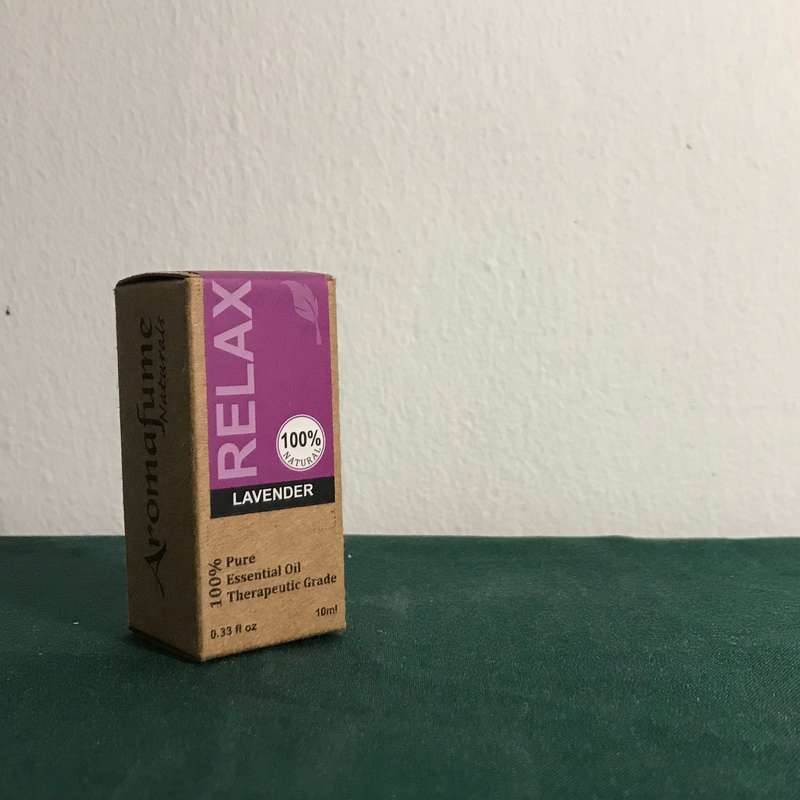 Aromafume
Naturals
RELAX
100%
NATURAL
LAVENDER
100%
Pure
Essential Oil
Therapeutic Grade
10ml
0.33 fl oz